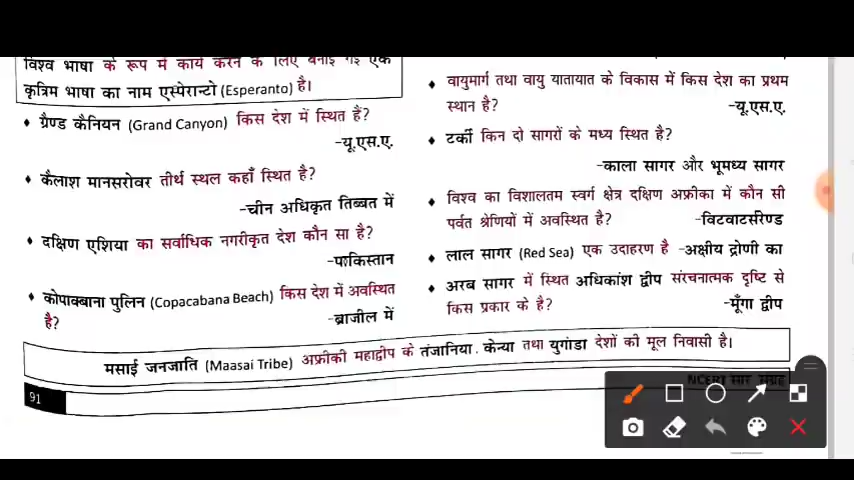 विश्व भाषा के रूप में कार्य करने के लिए बनाई गई एक
कृत्रिम भाषा का नाम एस्पेरान्टो (Esperanto) है।
♦ ग्रैण्ड कैनियन (Grand Canyon) किस देश में स्थित हैं?
-यू.एस.ए.
♦ कैलाश मानसरोवर तीर्थ स्थल कहाँ स्थित है?
-चीन अधिकृत तिब्बत में
♦ दक्षिण एशिया का सर्वाधिक नगरीकृत देश कौन सा है?
-पाकिस्तान
♦ कोपाक्बाना पुलिन (Copacabana Beach) किस देश में अवस्थित
है? -ब्राजील में
♦ वायुमार्ग तथा वायु यातायात के विकास में किस देश का प्रथम
स्थान है? -यू.एस.ए.
♦ टर्की किन दो सागरों के मध्य स्थित है?
-काला सागर और भूमध्य सागर
♦ विश्व का विशालतम स्वर्ग क्षेत्र दक्षिण अफ्रीका में कौन सी
पर्वत श्रेणियों में अवस्थित है? -विटवाटसरैण्ड
♦ लाल सागर (Red Sea) एक उदाहरण है -अक्षीय द्रोणी का
♦ अरब सागर में स्थित अधिकांश द्वीप संरचनात्मक दृष्टि से
किस प्रकार के है? -मूँगा द्वीप
मसाई जनजाति (Maasai Tribe) अफ्रीकी महाद्वीप के तंजानिया, केन्या तथा युगांडा देशों की मूल निवासी है।
91
NCERT सार संग्रह